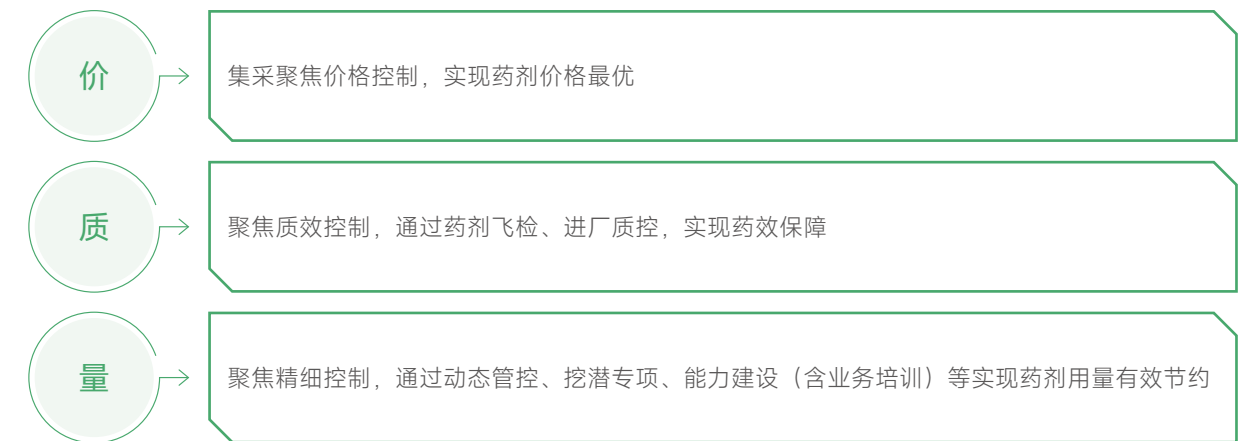 价
集采聚焦价格控制，实现药剂价格最优
质
聚焦质效控制，通过药剂飞检、进厂质控，实现药效保障
量
聚焦精细控制，通过动态管控、挖潜专项、能力建设（含业务培训）等实现药剂用量有效节约